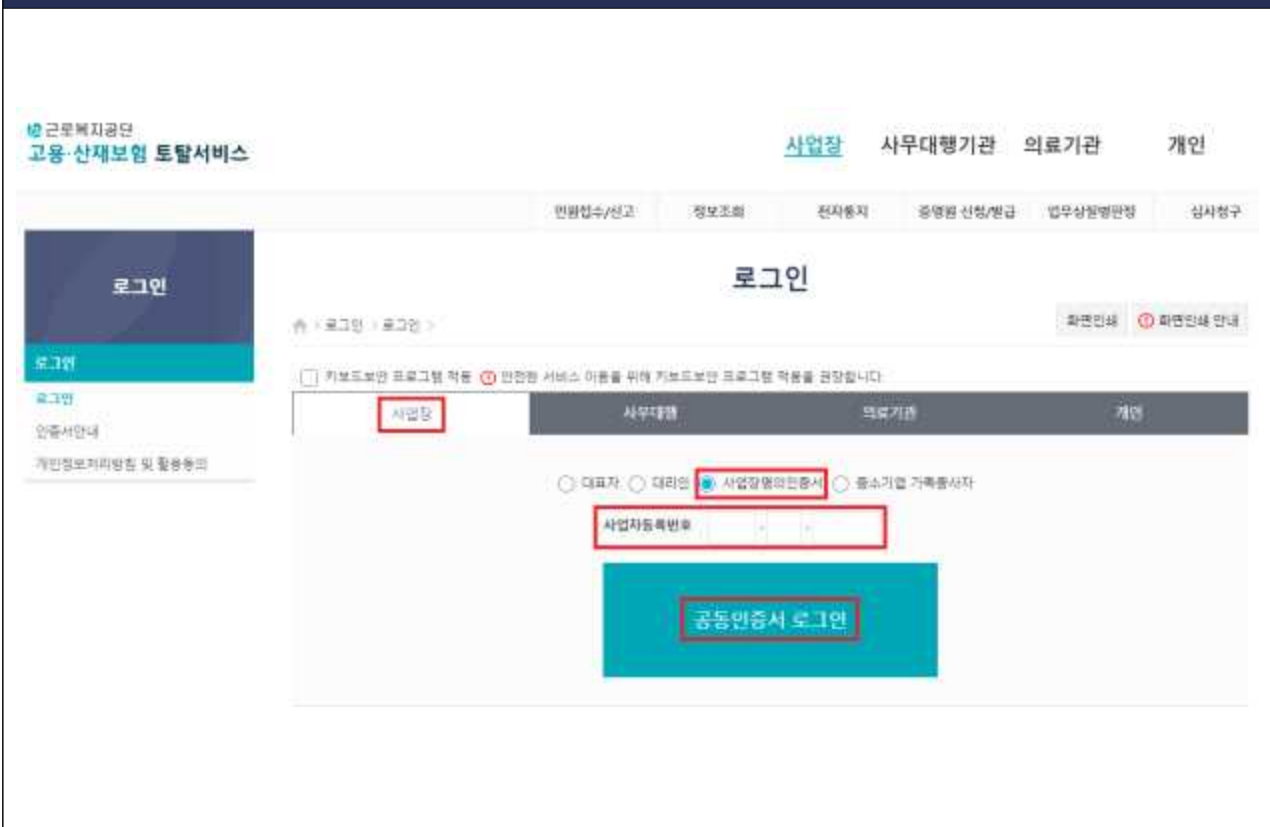 근로복지공단
고용·산재보험 토탈서비스
사업장 사무대행기관 의료기관 개인
민원접수/신고 정보조회 전자통지 증명원 신청/발급 업무상질병판정 심사청구
로그인
로그인
로그인
인증서안내
개인정보처리방침 및 활용동의
로그인
> 로그인 > 로그인 >
화면인쇄 화면인쇄 안내
키보드보안 프로그램 적용 안전한 서비스 이용을 위해 키보드보안 프로그램 적용을 권장합니다
사업장 사무대행 의료기관 개인
대표자 대리인 사업장명의인증서 중소기업 가족종사자
사업자등록번호 - -
공동인증서 로그인